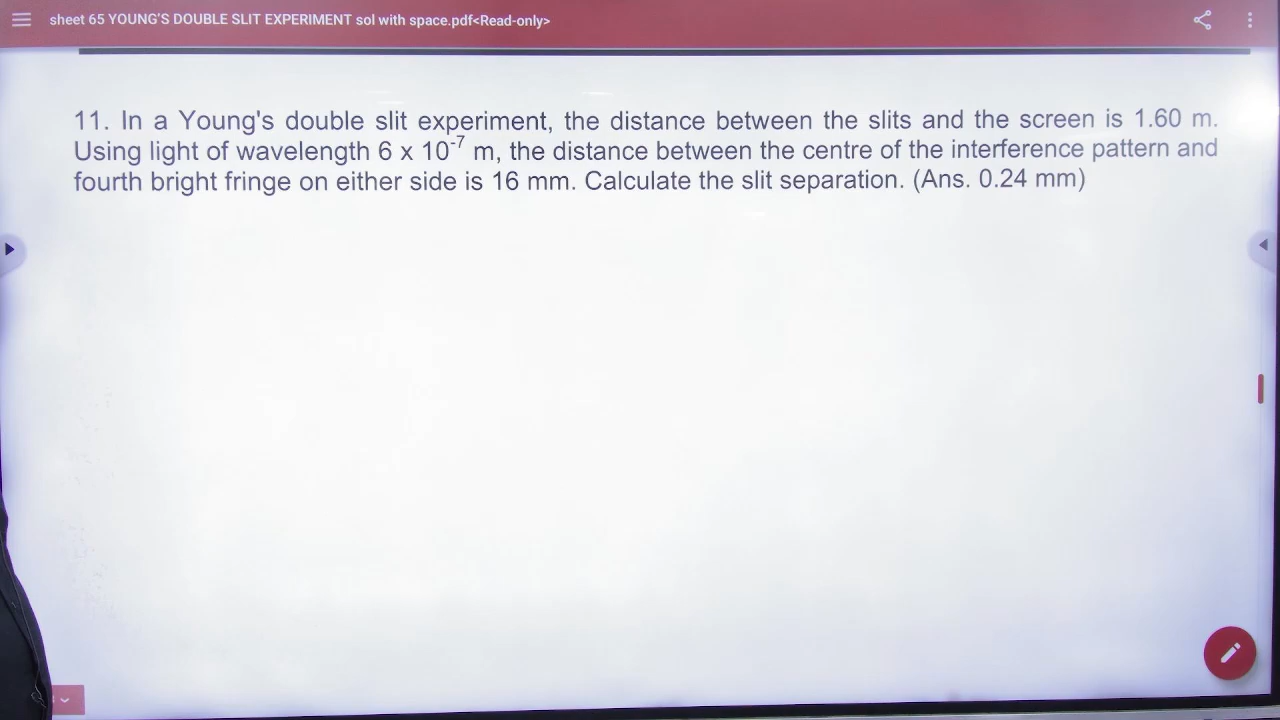 sheet 65 YOUNG'S DOUBLE SLIT EXPERIMENT sol with space.pdf<Read-only>
11. In a Young's double slit experiment, the distance between the slits and the screen is 1.60 m.
Using light of wavelength 6 x 10⁻⁷ m, the distance between the centre of the interference pattern and
fourth bright fringe on either side is 16 mm. Calculate the slit separation. (Ans. 0.24 mm)